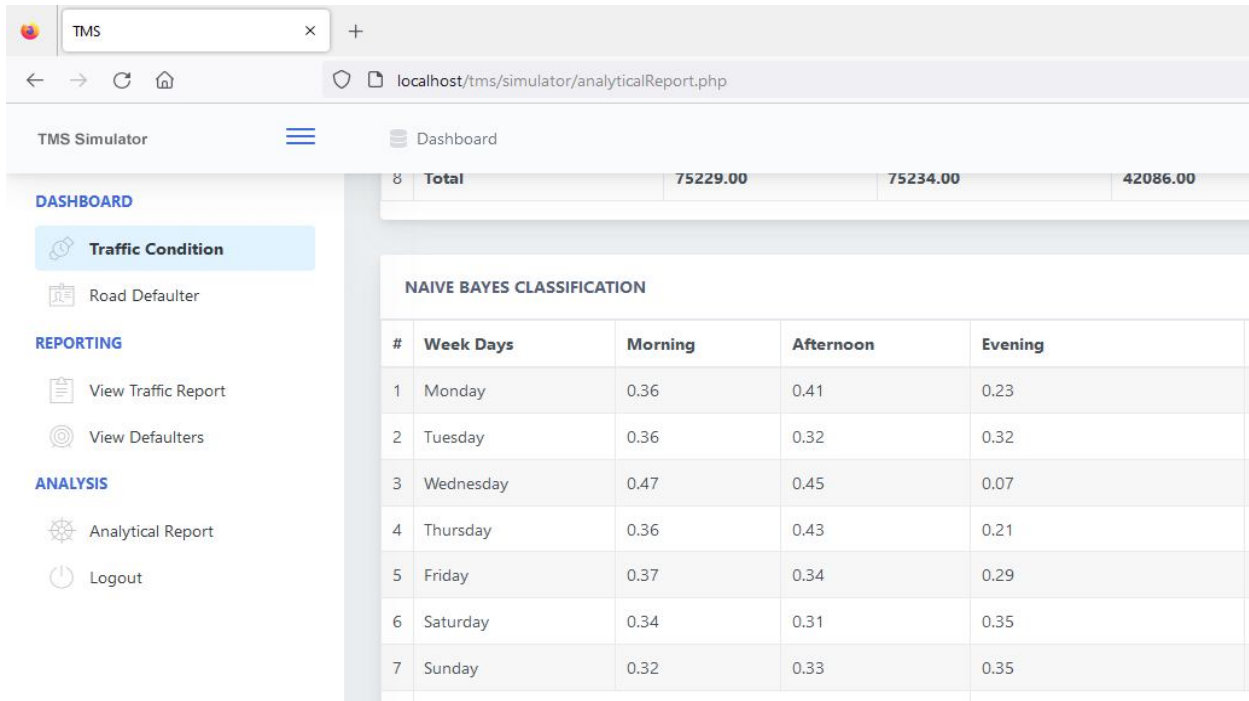 TMS
localhost/tms/simulator/analyticalReport.php
TMS Simulator
Dashboard
DASHBOARD
Traffic Condition
Road Defaulter
REPORTING
View Traffic Report
View Defaulters
ANALYSIS
Analytical Report
Logout
8 Total 75229.00 75234.00 42086.00
NAIVE BAYES CLASSIFICATION
# Week Days Morning Afternoon Evening
1 Monday 0.36 0.41 0.23
2 Tuesday 0.36 0.32 0.32
3 Wednesday 0.47 0.45 0.07
4 Thursday 0.36 0.43 0.21
5 Friday 0.37 0.34 0.29
6 Saturday 0.34 0.31 0.35
7 Sunday 0.32 0.33 0.35